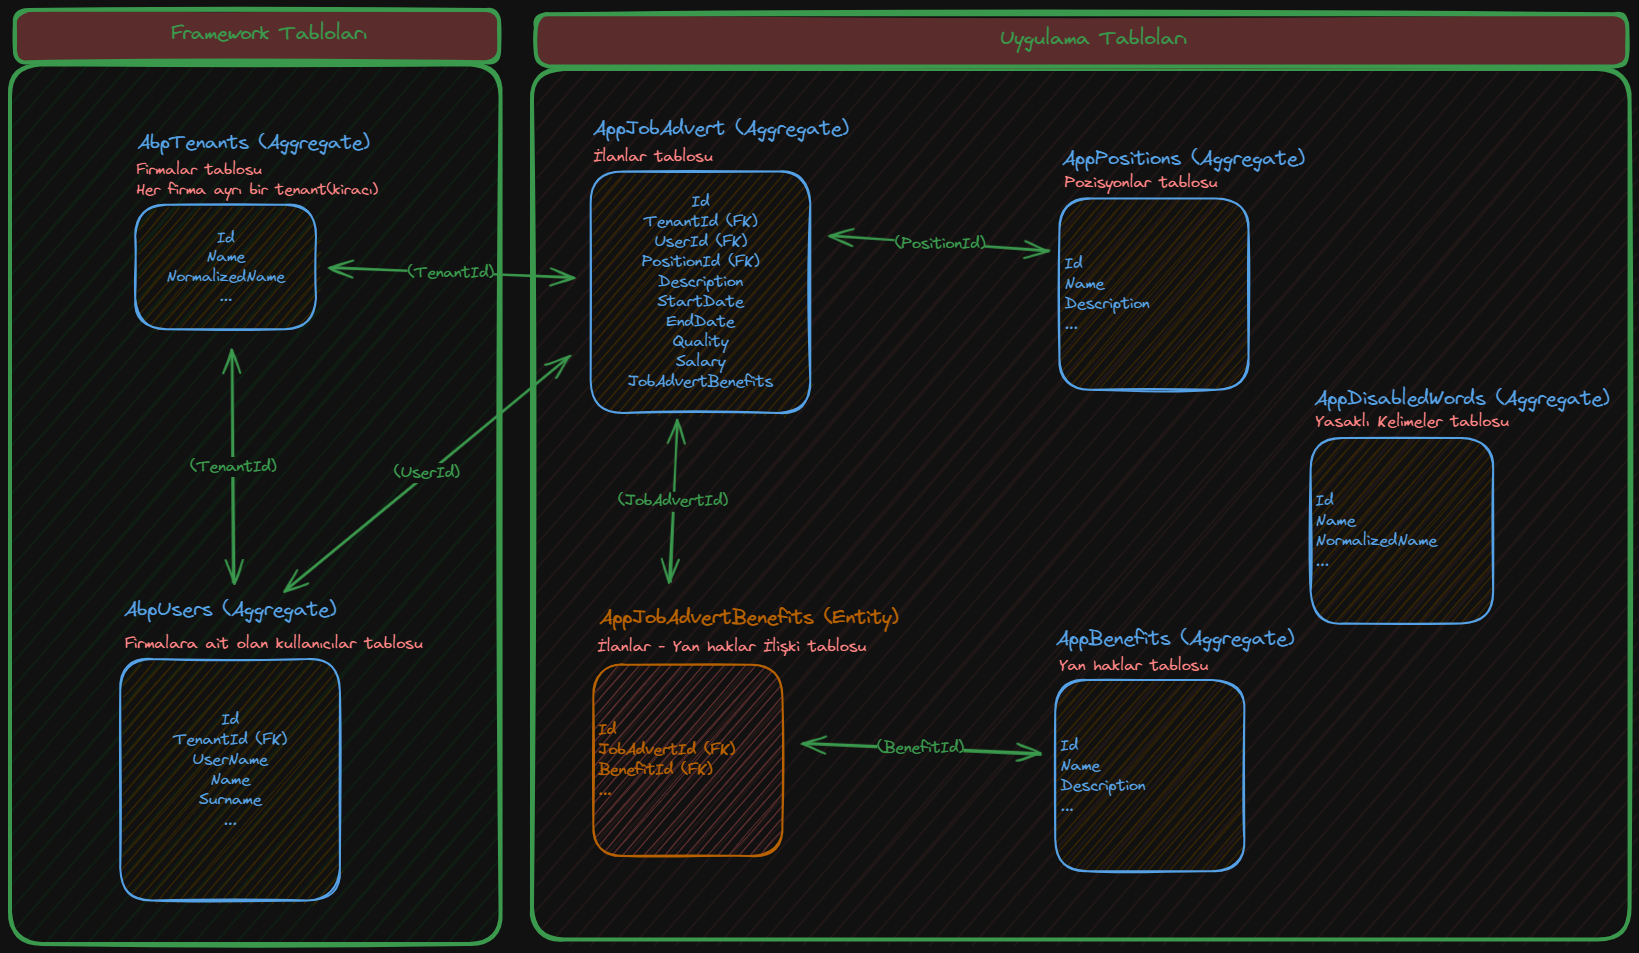 Framework Tabloları
AbpTenants (Aggregate)
Firmalar tablosu
Her firma ayrı bir tenant(kiracı)
Id
Name
NormalizedName
...
(TenantId)
(TenantId)
(UserId)
AbpUsers (Aggregate)
Firmalara ait olan kullanıcılar tablosu
Id
TenantId (FK)
UserName
Name
Surname
...
Uygulama Tabloları
AppJobAdvert (Aggregate)
İlanlar tablosu
Id
TenantId (FK)
UserId (FK)
PositionId (FK)
Description
StartDate
EndDate
Quality
Salary
JobAdvertBenefits
(PositionId)
AppPositions (Aggregate)
Pozisyonlar tablosu
Id
Name
Description
...
AppDisabledWords (Aggregate)
Yasaklı Kelimeler tablosu
Id
Name
NormalizedName
...
(JobAdvertId)
AppJobAdvertBenefits (Entity)
İlanlar - Yan haklar İlişki tablosu
Id
JobAdvertId (FK)
BenefitId (FK)
...
(BenefitId)
AppBenefits (Aggregate)
Yan haklar tablosu
Id
Name
Description
...